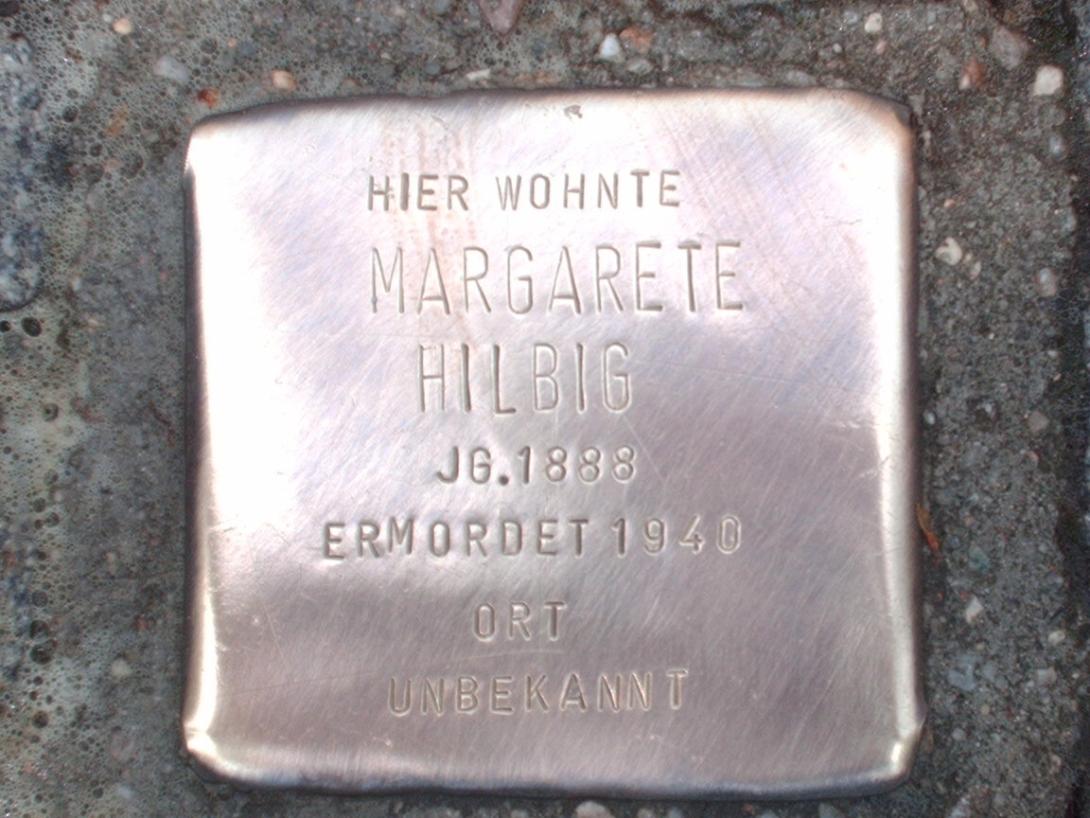 HIER WOHNTE
MARGARETE
HILBIG
JG.1888
ERMORDET 1940
ORT
UNBEKANNT